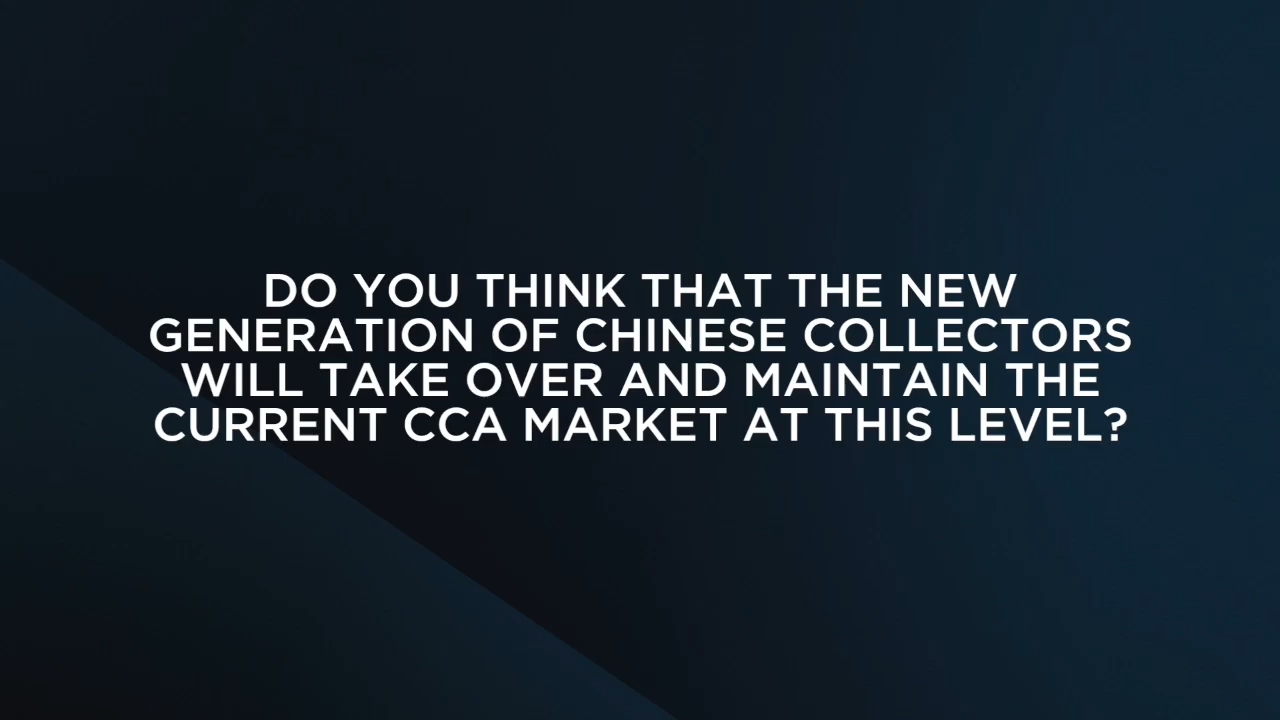 DO YOU THINK THAT THE NEW
GENERATION OF CHINESE COLLECTORS
WILL TAKE OVER AND MAINTAIN THE
CURRENT CCA MARKET AT THIS LEVEL?